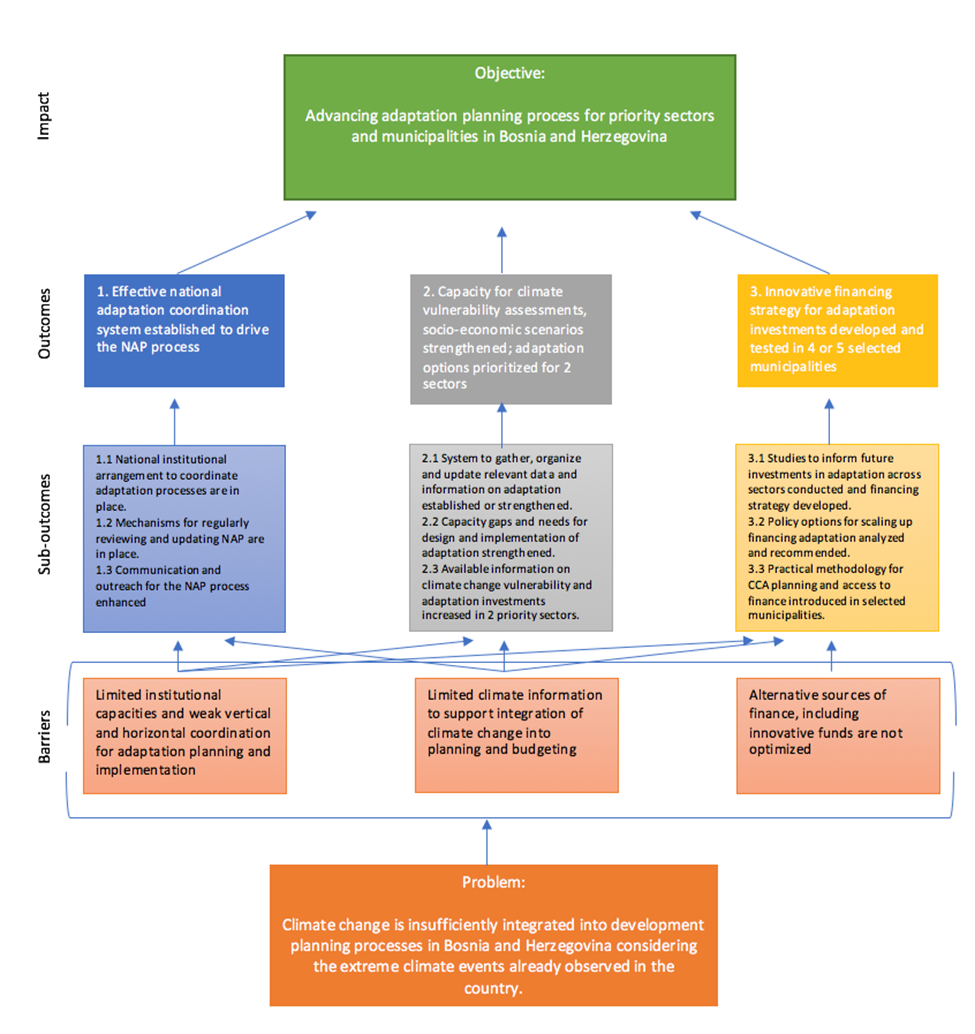 Impact
Objective:
Advancing adaptation planning process for priority sectors
and municipalities in Bosnia and Herzegovina
Outcomes
1. Effective national
adaptation coordination
system established to drive
the NAP process
2. Capacity for climate
vulnerability assessments,
socio-economic scenarios
strengthened; adaptation
options prioritized for 2
sectors
3. Innovative financing
strategy for adaptation
investments developed and
tested in 4 or 5 selected
municipalities
Sub-outcomes
1.1 National institutional
arrangement to coordinate
adaptation processes are in
place.
1.2 Mechanisms for regularly
reviewing and updating NAP are
in place.
1.3 Communication and
outreach for the NAP process
enhanced
2.1 System to gather, organize
and update relevant data and
information on adaptation
established or strengthened.
2.2 Capacity gaps and needs for
design and implementation of
adaptation strengthened.
2.3 Available information on
climate change vulnerability and
adaptation investments
increased in 2 priority sectors.
3.1 Studies to inform future
investments in adaptation across
sectors conducted and financing
strategy developed.
3.2 Policy options for scaling up
financing adaptation analyzed
and recommended.
3.3 Practical methodology for
CCA planning and access to
finance introduced in selected
municipalities.
Barriers
Limited institutional
capacities and weak vertical
and horizontal coordination
for adaptation planning and
implementation
Limited climate information
to support integration of
climate change into
planning and budgeting
Alternative sources of
finance, including
innovative funds are not
optimized
Problem:
Climate change is insufficiently integrated into development
planning processes in Bosnia and Herzegovina considering
the extreme climate events already observed in the
country.